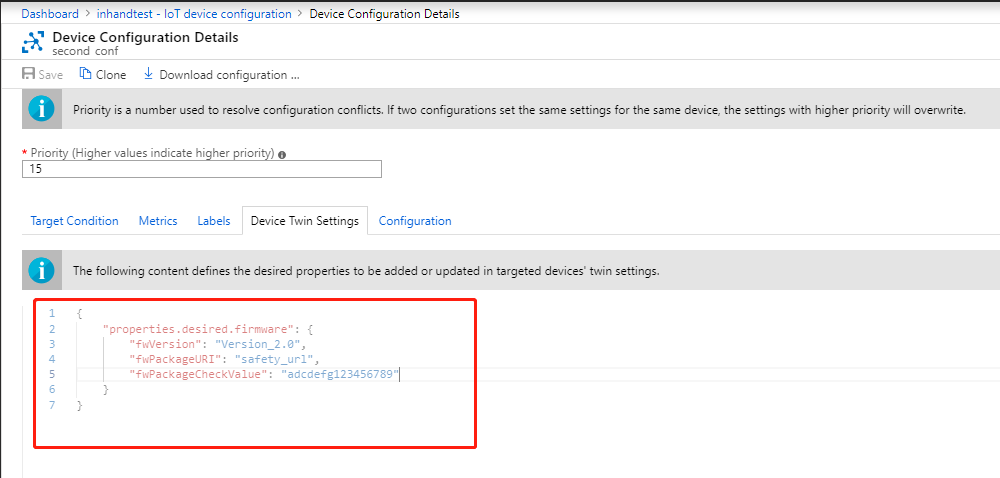 Dashboard > inhandtest - IoT device configuration > Device Configuration Details
Device Configuration Details
second_conf
Save Clone Download configuration ...
Priority is a number used to resolve configuration conflicts. If two configurations set the same settings for the same device, the settings with higher priority will overwrite.
* Priority (Higher values indicate higher priority)
15
Target Condition Metrics Labels Device Twin Settings Configuration
The following content defines the desired properties to be added or updated in targeted devices' twin settings.
1 {
2 "properties.desired.firmware": {
3 "fwVersion": "Version_2.0",
4 "fwPackageURI": "safety_url",
5 "fwPackageCheckValue": "adcdefg123456789"
6 }
7 }